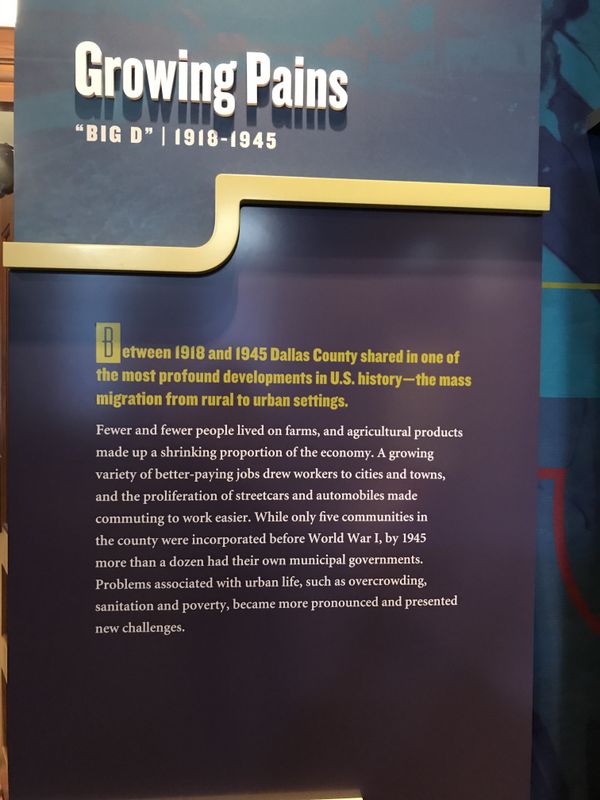 Growing Pains
“BIG D” | 1918-1945
Between 1918 and 1945 Dallas County shared in one of
the most profound developments in U.S. history—the mass
migration from rural to urban settings.
Fewer and fewer people lived on farms, and agricultural products
made up a shrinking proportion of the economy. A growing
variety of better-paying jobs drew workers to cities and towns,
and the proliferation of streetcars and automobiles made
commuting to work easier. While only five communities in
the county were incorporated before World War I, by 1945
more than a dozen had their own municipal governments.
Problems associated with urban life, such as overcrowding,
sanitation and poverty, became more pronounced and presented
new challenges.